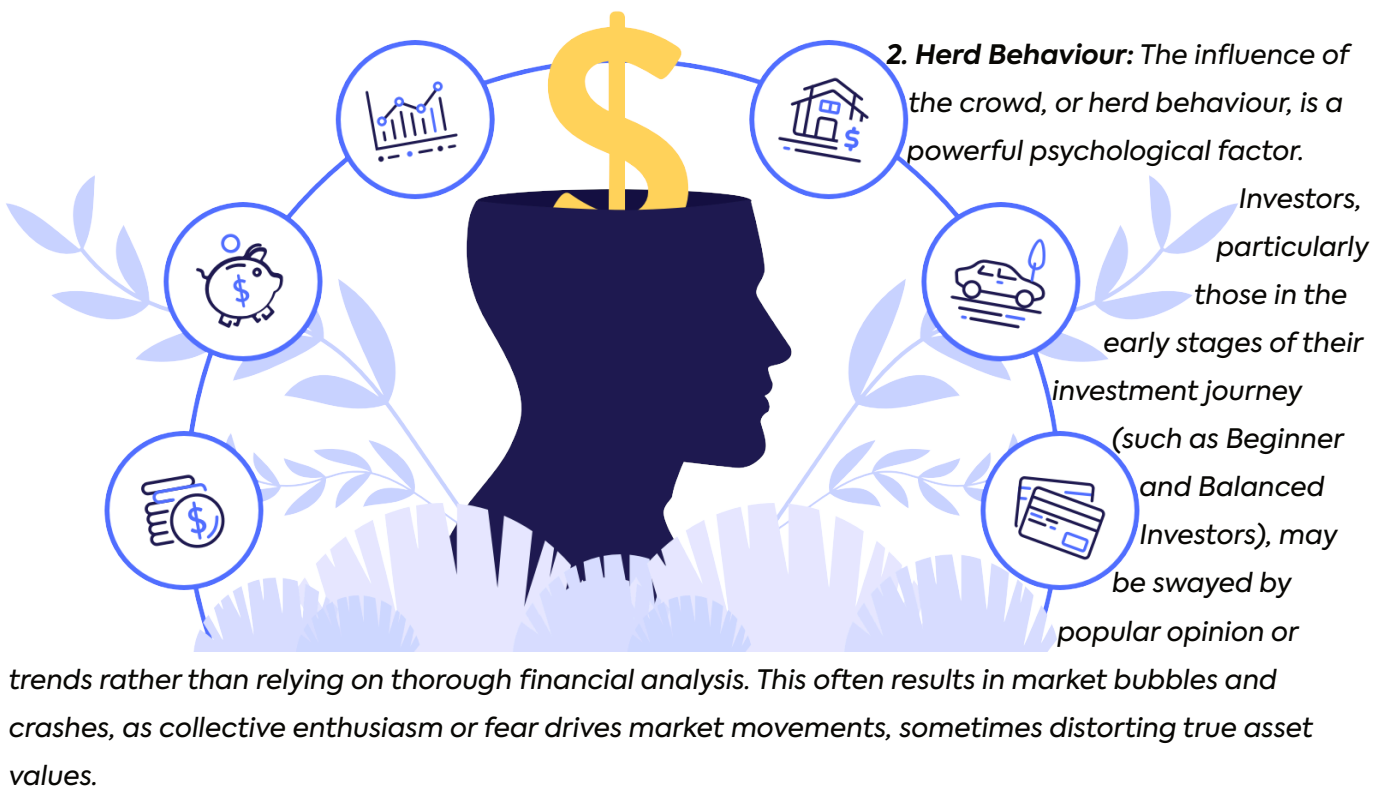 2. Herd Behaviour: The influence of
the crowd, or herd behaviour, is a
powerful psychological factor.
Investors,
particularly
those in the
early stages of their
investment journey
(such as Beginner
and Balanced
Investors), may
be swayed by
popular opinion or
trends rather than relying on thorough financial analysis. This often results in market bubbles and
crashes, as collective enthusiasm or fear drives market movements, sometimes distorting true asset
values.
$
$
$
$